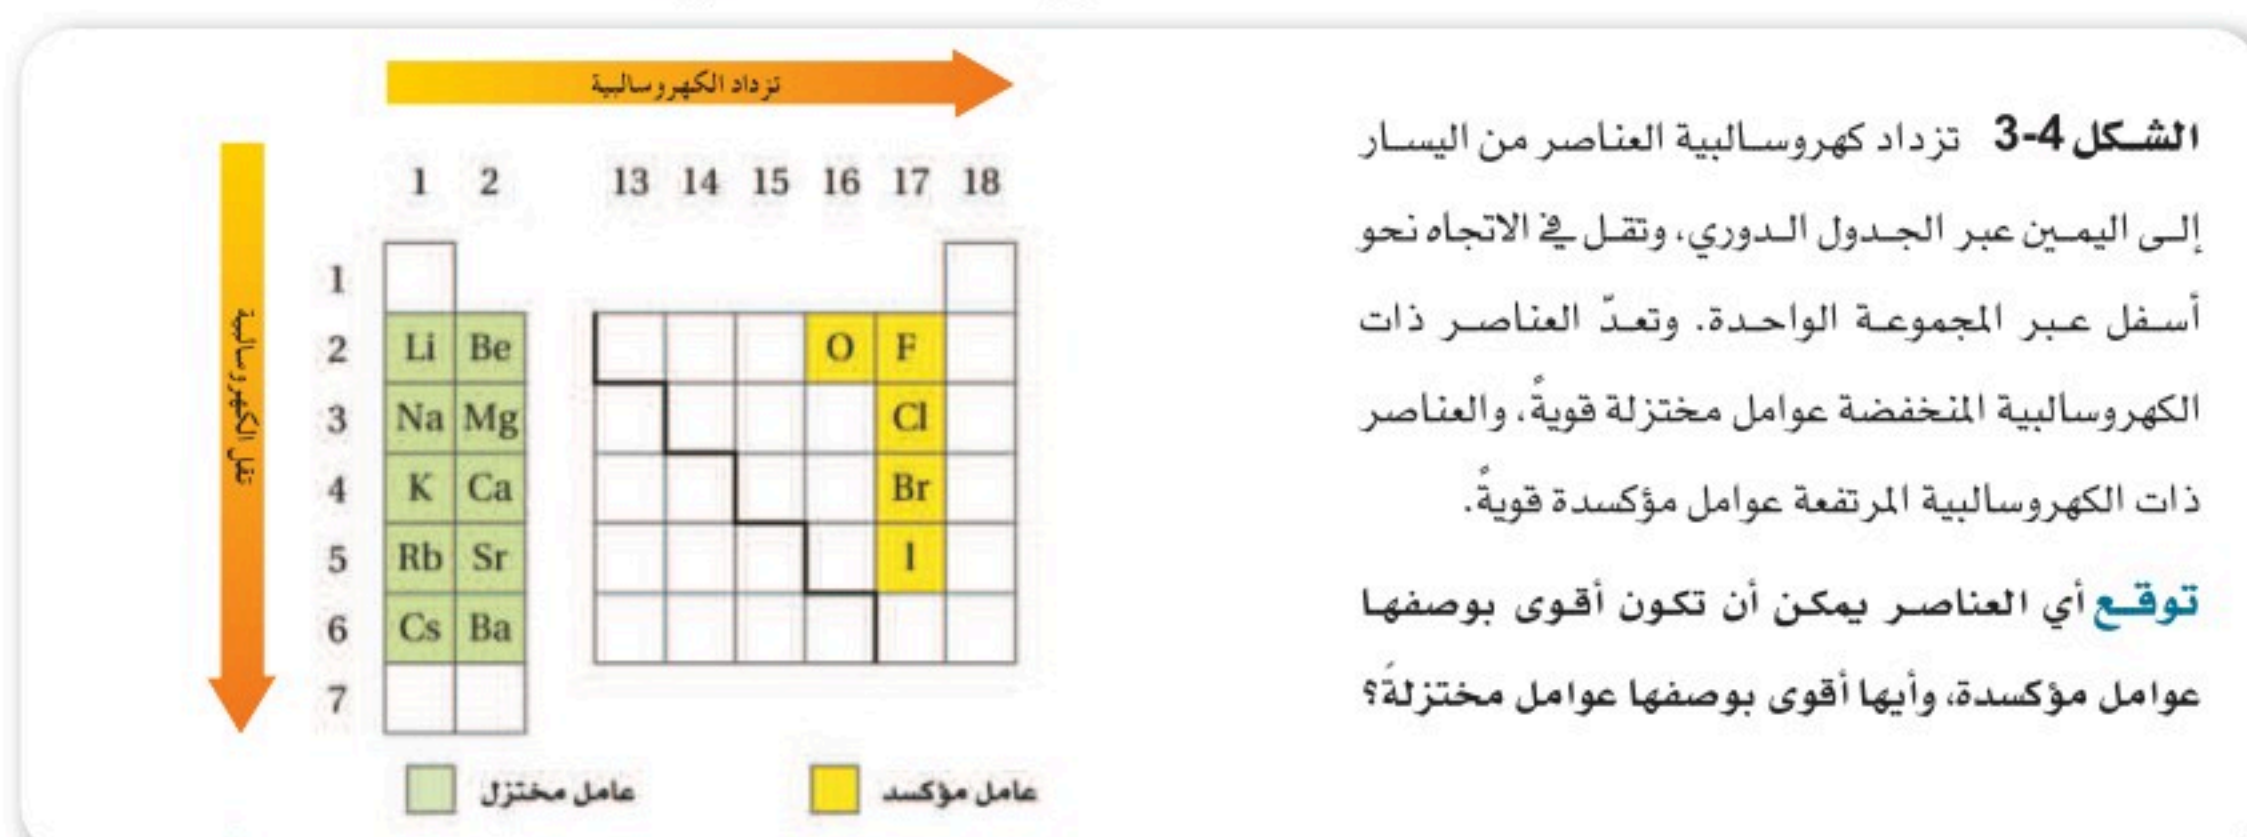 تزداد الكهروسالبية
تقل الكهروسالبية
1 2 13 14 15 16 17 18
1
2 Li Be O F
3 Na Mg Cl
4 K Ca Br
5 Rb Sr I
6 Cs Ba
7
عامل مؤكسد
عامل مختزل
الشكل 4-3 تزداد كهروسالبية العناصر من اليسار
إلى اليمين عبر الجدول الدوري، وتقل في الاتجاه نحو
أسفل عبر المجموعة الواحدة. وتعدّ العناصر ذات
الكهروسالبية المنخفضة عوامل مختزلة قويةً، والعناصر
ذات الكهروسالبية المرتفعة عوامل مؤكسدة قويةً.
توقع أي العناصر يمكن أن تكون أقوى بوصفها
عوامل مؤكسدة، وأيها أقوى بوصفها عوامل مختزلةً؟